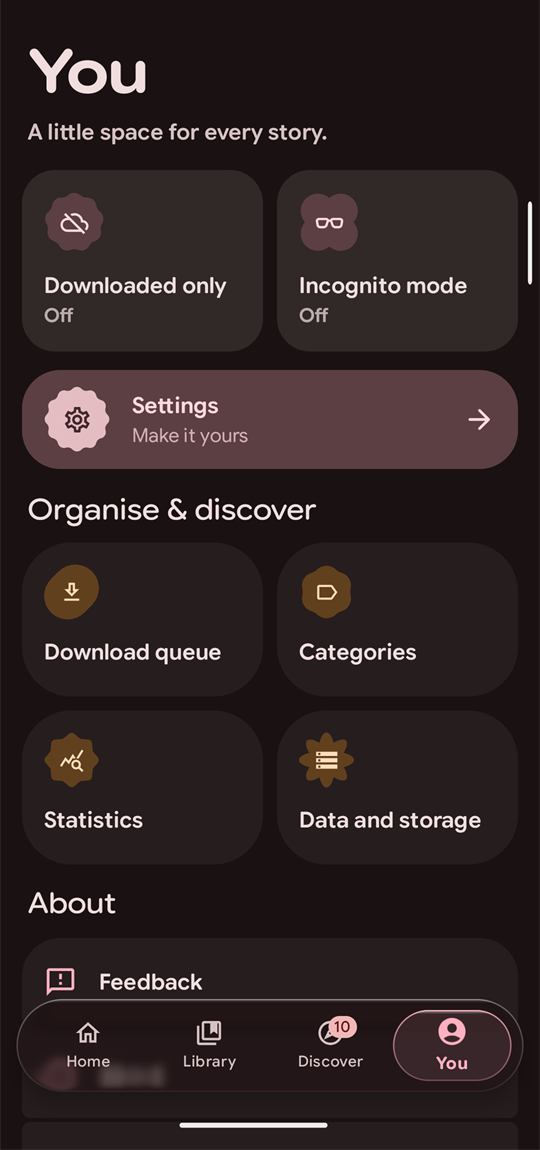 You
A little space for every story.
Downloaded only
Off
Incognito mode
Off
Settings
Make it yours
Organise & discover
Download queue
Categories
Statistics
Data and storage
About
Feedback
10
Home
Library
Discover
You